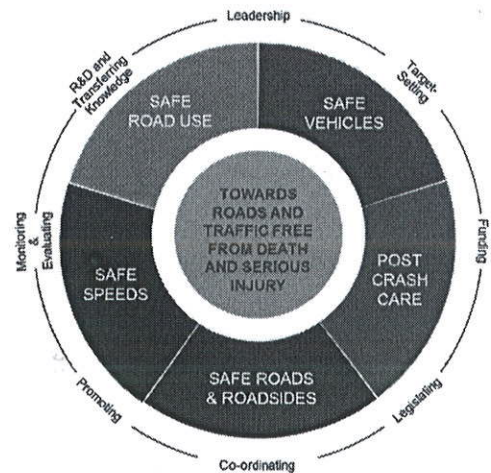 Leadership
R&D and
Transferring
Knowledge
Target-
Setting
SAFE
ROAD USE
SAFE
VEHICLES
TOWARDS
ROADS AND
TRAFFIC FREE
FROM DEATH
AND SERIOUS
INJURY
Monitoring
&
Evaluating
Funding
SAFE
SPEEDS
POST
CRASH
CARE
SAFE ROADS
& ROADSIDES
Promoting
Legislating
Co-ordinating